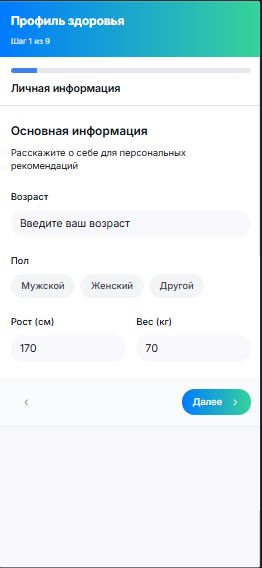 Профиль здоровья
Шаг 1 из 9
Личная информация
Основная информация
Расскажите о себе для персональных
рекомендаций
Возраст
Введите ваш возраст
Пол
Мужской Женский Другой
Рост (см) Вес (кг)
170 70
Далее